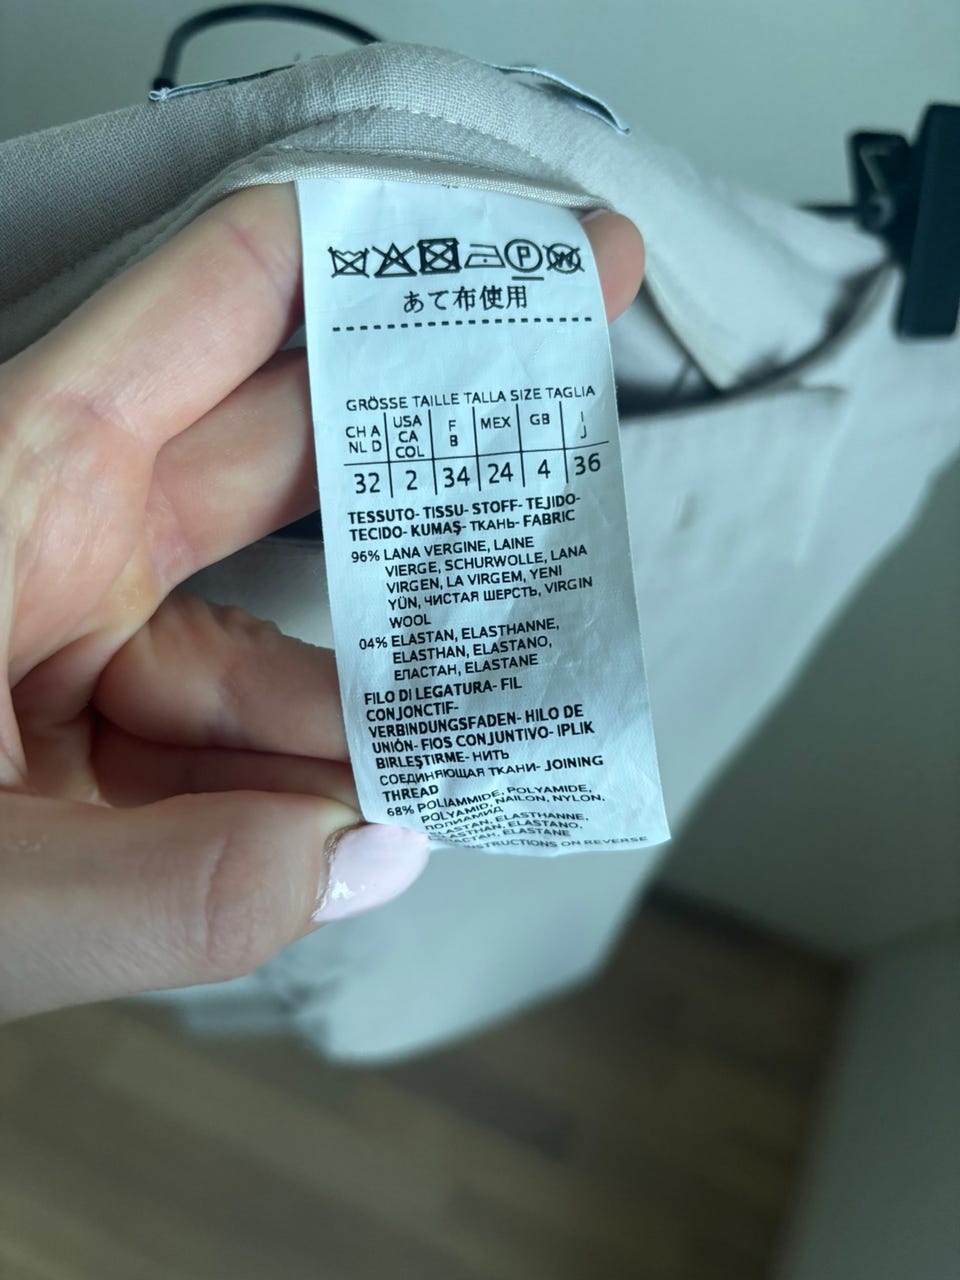 P
W
あて布使用
GRÖSSE TAILLE TALLA SIZE TAGLIA
CH A NL D USA CA COL F B MEX GB I J
32 2 34 24 4 36
TESSUTO- TISSU- STOFF- TEJIDO-
TECIDO- KUMAŞ- ТКАНЬ- FABRIC
96% LANA VERGINE, LAINE
VIERGE, SCHURWOLLE, LANA
VIRGEN, LA VIRGEM, YENI
YÜN, ЧИСТАЯ ШЕРСТЬ, VIRGIN
WOOL
04% ELASTAN, ELASTHANNE,
ELASTHAN, ELASTANO,
ЕЛАСТАН, ELASTANE
FILO DI LEGATURA- FIL
CONJONCTIF-
VERBINDUNGSFADEN- HILO DE
UNIÓN- FIOS CONJUNTIVO- IPLIK
BIRLEŞTIRME- НИТЬ
СОЕДИНЯЮЩАЯ ТКАНИ- JOINING
THREAD
68% POLIAMMIDE, POLYAMIDE,
POLYAMID, NAILON, NYLON,
ПОЛИАМИД
ELASTAN, ELASTHANNE,
ELASTHAN, ELASTANO,
ELASTANE
ON REVERSE